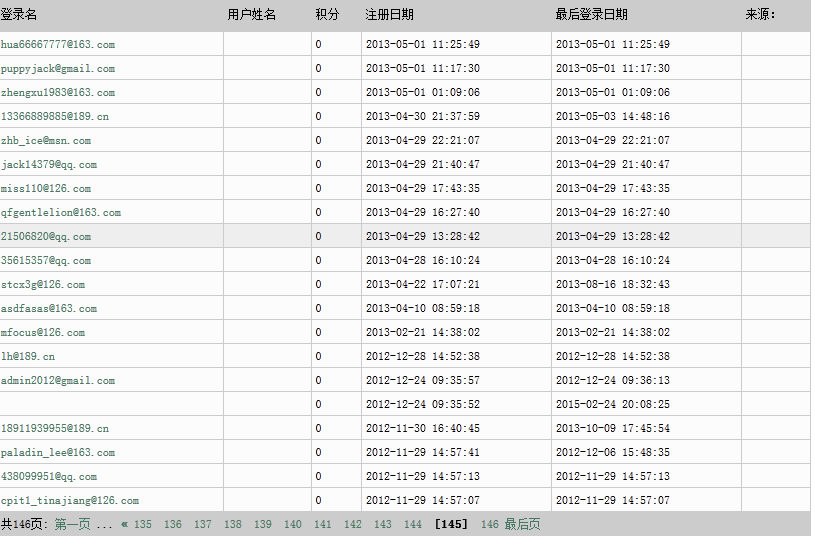 登录名 用户姓名 积分 注册日期 最后登录日期 来源：
hua66667777@163.com 0 2013-05-01 11:25:49 2013-05-01 11:25:49
puppyjack@gmail.com 0 2013-05-01 11:17:30 2013-05-01 11:17:30
zhengxu1983@163.com 0 2013-05-01 01:09:06 2013-05-01 01:09:06
13366889885@189.cn 0 2013-04-30 21:37:59 2013-05-03 14:48:16
zhb_ice@msn.com 0 2013-04-29 22:21:07 2013-04-29 22:21:07
jack14379@qq.com 0 2013-04-29 21:40:47 2013-04-29 21:40:47
miss110@126.com 0 2013-04-29 17:43:35 2013-04-29 17:43:35
qfgentlelion@163.com 0 2013-04-29 16:27:40 2013-04-29 16:27:40
21506820@qq.com 0 2013-04-29 13:28:42 2013-04-29 13:28:42
35615357@qq.com 0 2013-04-28 16:10:24 2013-04-28 16:10:24
stcx3g@126.com 0 2013-04-22 17:07:21 2013-08-16 18:32:43
asdfasas@163.com 0 2013-04-10 08:59:18 2013-04-10 08:59:18
mfocus@126.com 0 2013-02-21 14:38:02 2013-02-21 14:38:02
lh@189.cn 0 2012-12-28 14:52:38 2012-12-28 14:52:38
admin2012@gmail.com 0 2012-12-24 09:35:57 2012-12-24 09:36:13
0 2012-12-24 09:35:52 2015-02-24 20:08:25
18911939955@189.cn 0 2012-11-30 16:40:45 2013-10-09 17:45:54
paladin_lee@163.com 0 2012-11-29 14:57:41 2012-12-06 15:48:35
438099951@qq.com 0 2012-11-29 14:57:13 2012-11-29 14:57:13
cpit1_tinajiang@126.com 0 2012-11-29 14:57:07 2012-11-29 14:57:07
共146页: 第一页 ... « 135 136 137 138 139 140 141 142 143 144 [145] 146 最后页